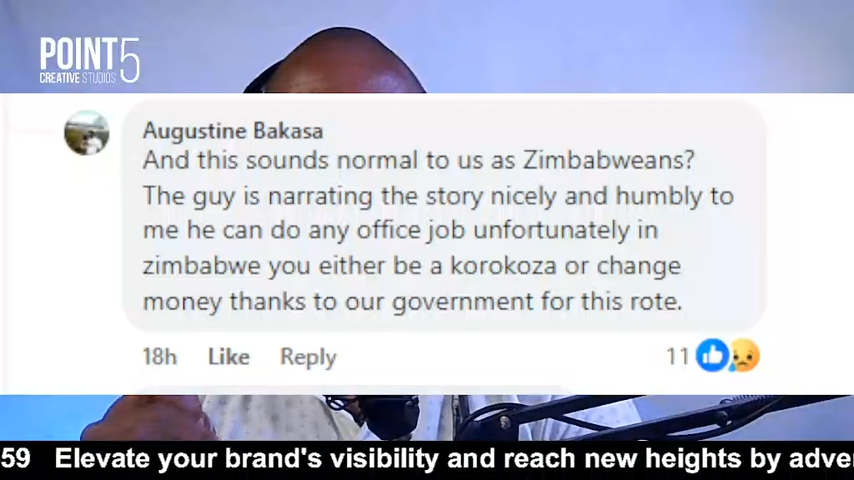 POINT 5
CREATIVE STUDIOS
Augustine Bakasa
And this sounds normal to us as Zimbabweans?
The guy is narrating the story nicely and humbly to
me he can do any office job unfortunately in
zimbabwe you either be a korokoza or change
money thanks to our government for this rote.
18h Like Reply 11
59 Elevate your brand's visibility and reach new heights by adve